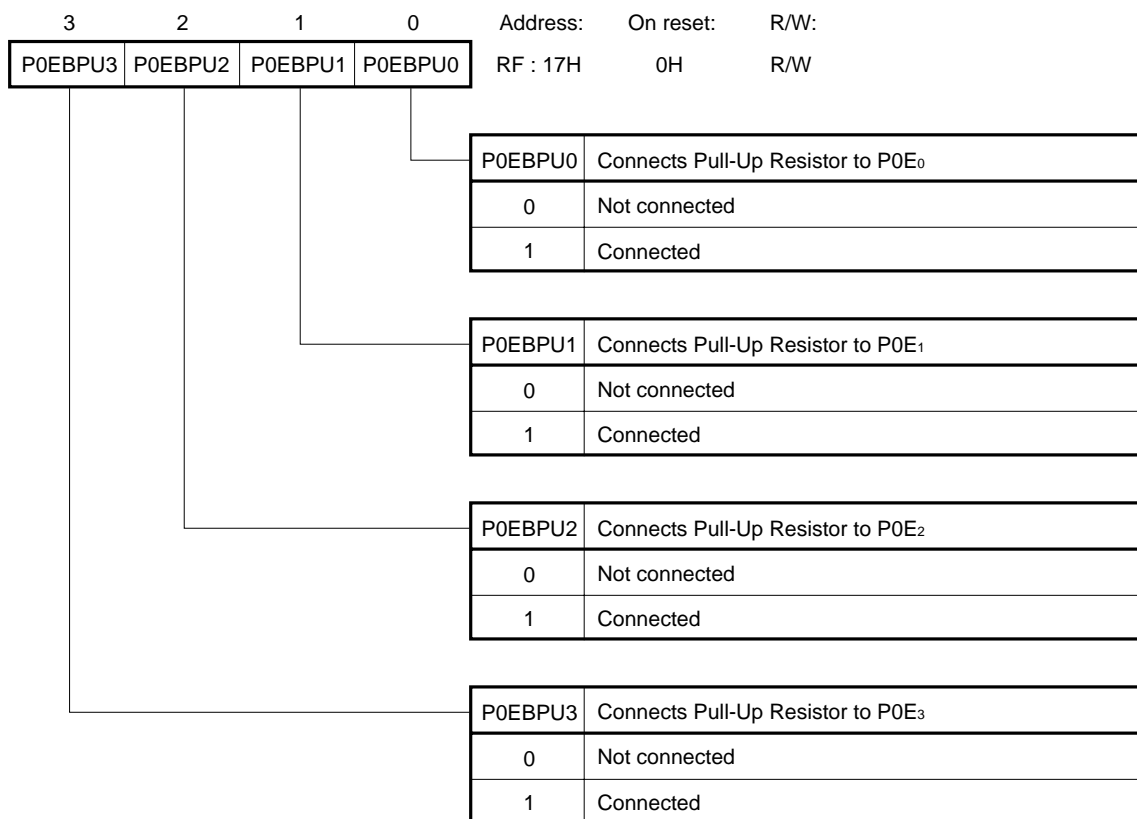 3 2 1 0 Address: On reset: R/W:
P0EBPU3 P0EBPU2 P0EBPU1 P0EBPU0 RF : 17H 0H R/W
P0EBPU0 Connects Pull-Up Resistor to P0E₀
0 Not connected
1 Connected
P0EBPU1 Connects Pull-Up Resistor to P0E₁
0 Not connected
1 Connected
P0EBPU2 Connects Pull-Up Resistor to P0E₂
0 Not connected
1 Connected
P0EBPU3 Connects Pull-Up Resistor to P0E₃
0 Not connected
1 Connected